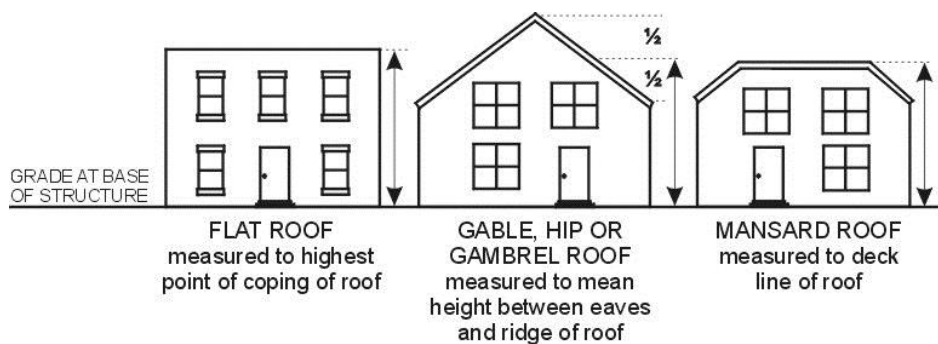 ½
½
GRADE AT BASE
OF STRUCTURE
FLAT ROOF
measured to highest
point of coping of roof
GABLE, HIP OR
GAMBREL ROOF
measured to mean
height between eaves
and ridge of roof
MANSARD ROOF
measured to deck
line of roof